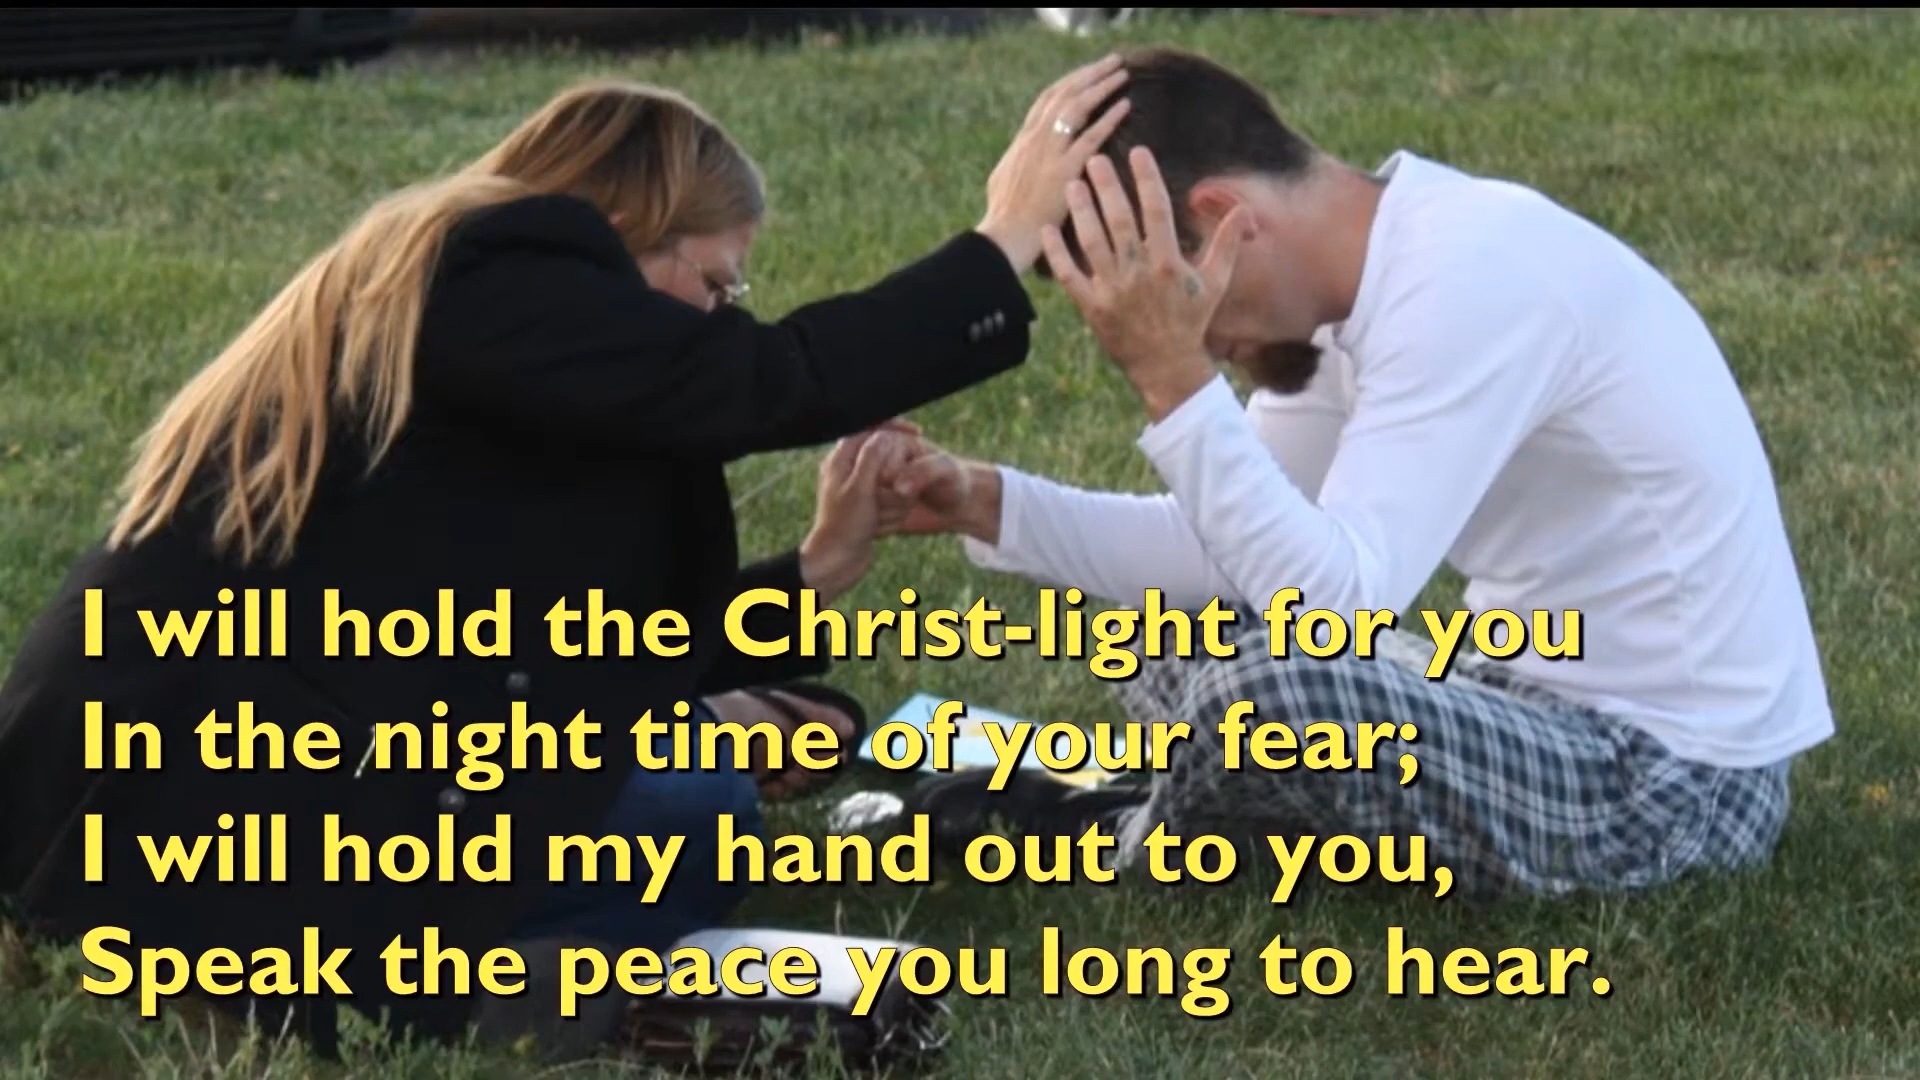 I will hold the Christ-light for you
In the night time of your fear;
I will hold my hand out to you,
Speak the peace you long to hear.